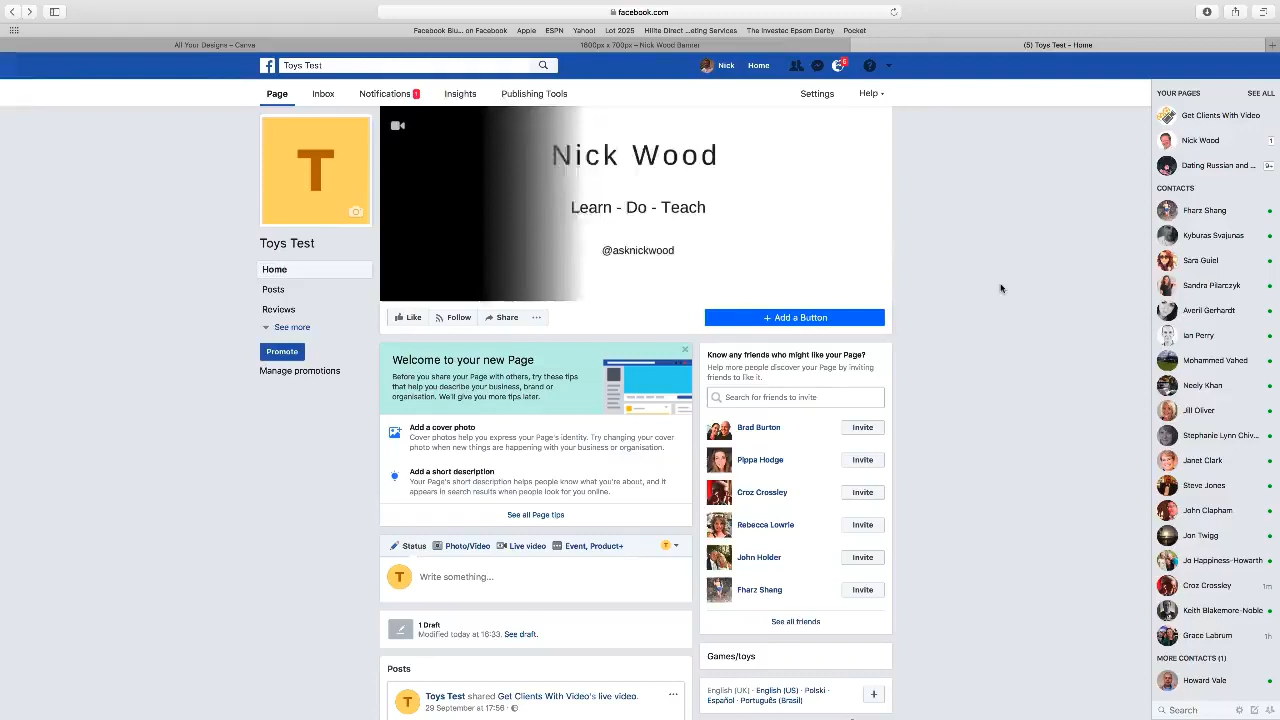 facebook.com
Facebook Blu... on Facebook Apple ESPN Yahoo! Lot 2025 Hilite Direct ...eting Services The Investec Epsom Derby Pocket
All Your Designs – Canva
1600px x 700px – Nick Wood Banner
(5) Toys Test – Home
Toys Test
Nick Home 5
Page Inbox Notifications 1 Insights Publishing Tools Settings Help
T
Toys Test
Home
Posts
Reviews
See more
Promote
Manage promotions
Nick Wood
Learn - Do - Teach
@asknickwood
Like Follow Share ...
+ Add a Button
Welcome to your new Page
Before you share your Page with others, try these tips
that help you describe your business, brand or
organisation. We'll give you more tips later.
Add a cover photo
Cover photos help you express your Page's identity. Try changing your cover
photo when new things are happening with your business or organisation.
Add a short description
Your Page's short description helps people know what you're about, and it
appears in search results when people look for you online.
See all Page tips
Status Photo/Video Live video Event, Product+ T
T Write something...
1 Draft
Modified today at 16:33. See draft.
Posts
T Toys Test shared Get Clients With Video's live video.
29 September at 17:56 ·
Know any friends who might like your Page?
Help more people discover your Page by inviting
friends to like it.
Search for friends to invite
Brad Burton Invite
Pippa Hodge Invite
Croz Crossley Invite
Rebecca Lowrie Invite
John Holder Invite
Fharz Shang Invite
See all friends
Games/toys
English (UK) · English (US) · Polski ·
Español · Português (Brasil)
+
YOUR PAGES SEE ALL
Get Clients With Video
Nick Wood 1
Dating Russian and ... 9+
CONTACTS
Fharz Shang
Kyburas Svajunas
Sara Guiel
Sandra Pilarczyk
Averil Gerhardt
Ian Perry
Mohammed Vahed
Neely Khan
Jill Oliver
Stephanie Lynn Chiv...
Janet Clark
Steve Jones
John Clapham
Jon Twigg
Jo Happiness-Howarth
Croz Crossley 1m
Keith Blakemore-Noble
Grace Labrum 1h
MORE CONTACTS (1)
Howard Vale
Search